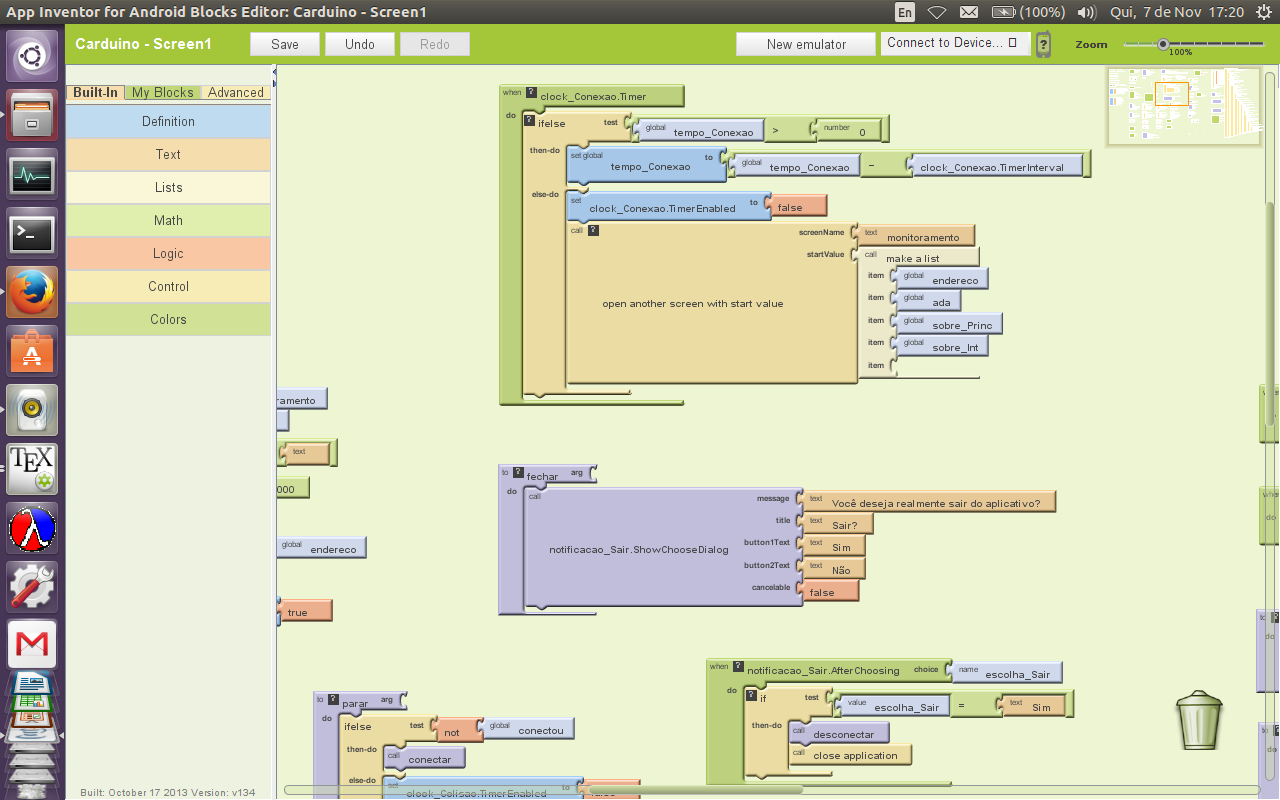 App Inventor for Android Blocks Editor: Carduino - Screen1
En (100%) Qui, 7 de Nov 17:20
Carduino - Screen1 Save Undo Redo New emulator Connect to Device... Zoom
100%
Built-In My Blocks Advanced
Definition
Text
Lists
Math
Logic
Control
Colors
when ? clock_Conexao.Timer
do ? ifelse test global tempo_Conexao > number 0
then-do set global tempo_Conexao to global tempo_Conexao - clock_Conexao.TimerInterval
else-do set clock_Conexao.TimerEnabled to false
call ? screenName text monitoramento
startValue call make a list
item global endereco
open another screen with start value item global ada
item global sobre_Princ
item global sobre_Int
item
ramento
text
000
global endereco
true
to ? fechar arg
do call message text Você deseja realmente sair do aplicativo?
title text Sair?
notificacao_Sair.ShowChooseDialog button1Text text Sim
button2Text text Não
cancelable false
when ? notificacao_Sair.AfterChoosing choice name escolha_Sair
do ? if test value escolha_Sair = text Sim
then-do call desconectar
call close application
to ? parar arg
do ifelse test not global conectou
then-do call conectar
else-do set clock_Colisao.TimerEnabled to false
TEX
Built: October 17 2013 Version: v134